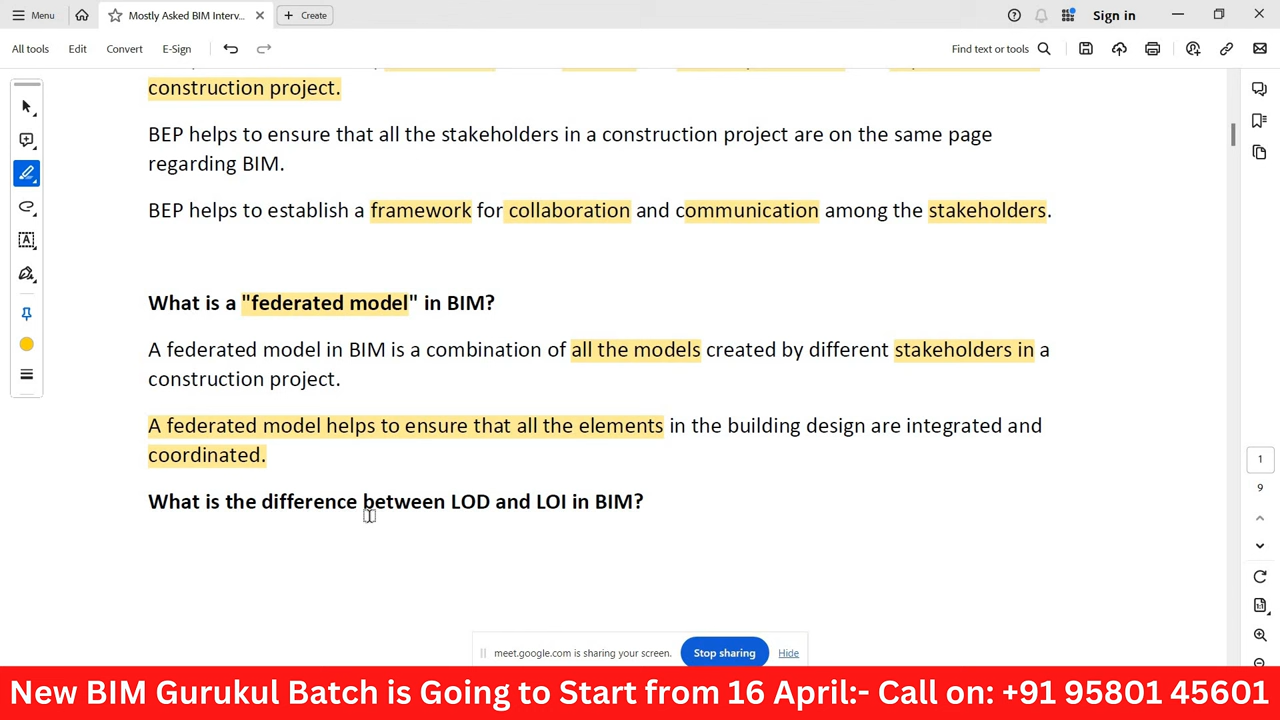 Menu
Mostly Asked BIM Interv...
Create
Sign in
All tools
Edit
Convert
E-Sign
Find text or tools
construction project.
BEP helps to ensure that all the stakeholders in a construction project are on the same page
regarding BIM.
BEP helps to establish a framework for collaboration and communication among the stakeholders.
What is a "federated model" in BIM?
A federated model in BIM is a combination of all the models created by different stakeholders in a
construction project.
A federated model helps to ensure that all the elements in the building design are integrated and
coordinated.
What is the difference between LOD and LOI in BIM?
1
9
meet.google.com is sharing your screen.
Stop sharing
Hide
New BIM Gurukul Batch is Going to Start from 16 April:- Call on: +91 95801 45601